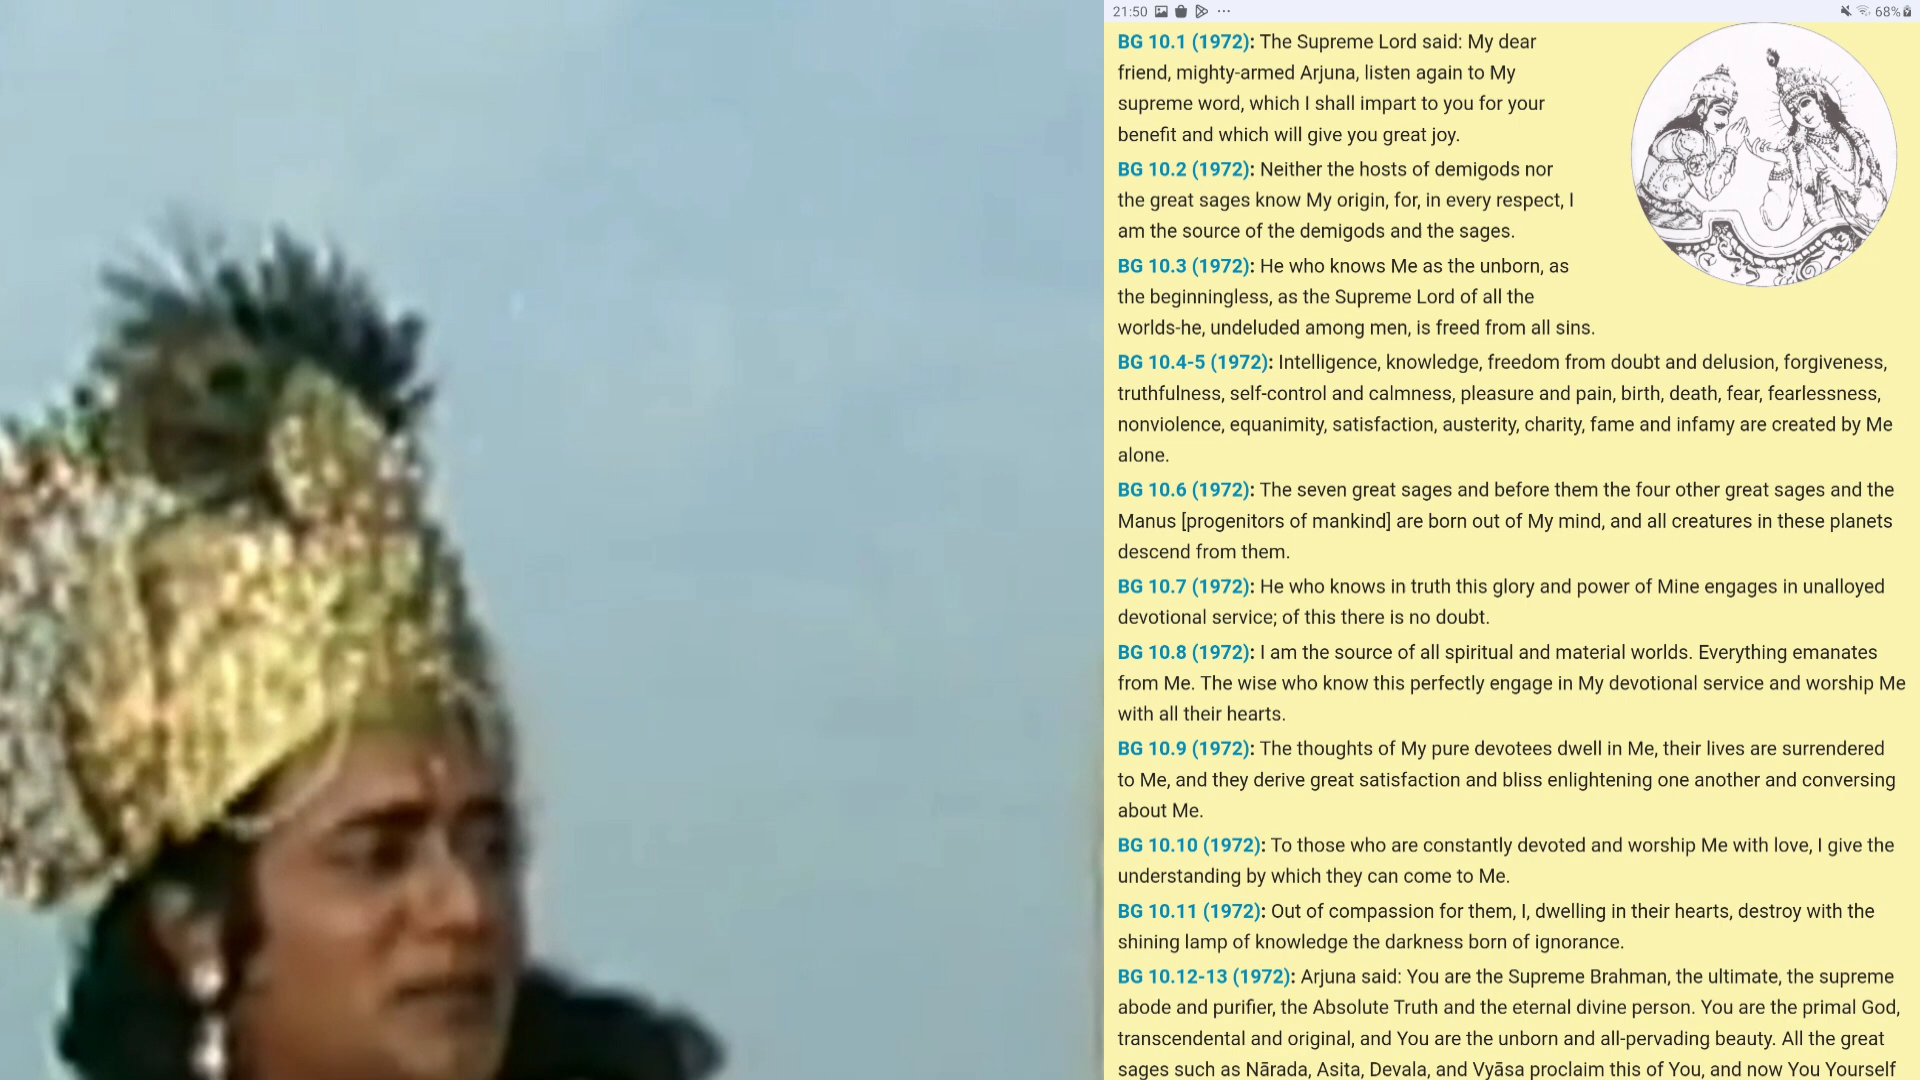 21:50
68%
BG 10.1 (1972): The Supreme Lord said: My dear
friend, mighty-armed Arjuna, listen again to My
supreme word, which I shall impart to you for your
benefit and which will give you great joy.
BG 10.2 (1972): Neither the hosts of demigods nor
the great sages know My origin, for, in every respect, I
am the source of the demigods and the sages.
BG 10.3 (1972): He who knows Me as the unborn, as
the beginningless, as the Supreme Lord of all the
worlds-he, undeluded among men, is freed from all sins.
BG 10.4-5 (1972): Intelligence, knowledge, freedom from doubt and delusion, forgiveness,
truthfulness, self-control and calmness, pleasure and pain, birth, death, fear, fearlessness,
nonviolence, equanimity, satisfaction, austerity, charity, fame and infamy are created by Me
alone.
BG 10.6 (1972): The seven great sages and before them the four other great sages and the
Manus [progenitors of mankind] are born out of My mind, and all creatures in these planets
descend from them.
BG 10.7 (1972): He who knows in truth this glory and power of Mine engages in unalloyed
devotional service; of this there is no doubt.
BG 10.8 (1972): I am the source of all spiritual and material worlds. Everything emanates
from Me. The wise who know this perfectly engage in My devotional service and worship Me
with all their hearts.
BG 10.9 (1972): The thoughts of My pure devotees dwell in Me, their lives are surrendered
to Me, and they derive great satisfaction and bliss enlightening one another and conversing
about Me.
BG 10.10 (1972): To those who are constantly devoted and worship Me with love, I give the
understanding by which they can come to Me.
BG 10.11 (1972): Out of compassion for them, I, dwelling in their hearts, destroy with the
shining lamp of knowledge the darkness born of ignorance.
BG 10.12-13 (1972): Arjuna said: You are the Supreme Brahman, the ultimate, the supreme
abode and purifier, the Absolute Truth and the eternal divine person. You are the primal God,
transcendental and original, and You are the unborn and all-pervading beauty. All the great
sages such as Nārada, Asita, Devala, and Vyāsa proclaim this of You, and now You Yourself